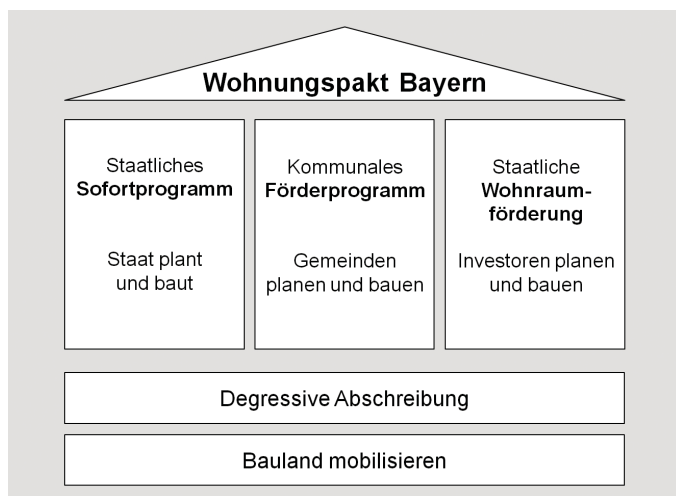 Wohnungspakt Bayern
Staatliches
Sofortprogramm
Staat plant
und baut
Kommunales
Förderprogramm
Gemeinden
planen und bauen
Staatliche
Wohnraum-
förderung
Investoren planen
und bauen
Degressive Abschreibung
Bauland mobilisieren